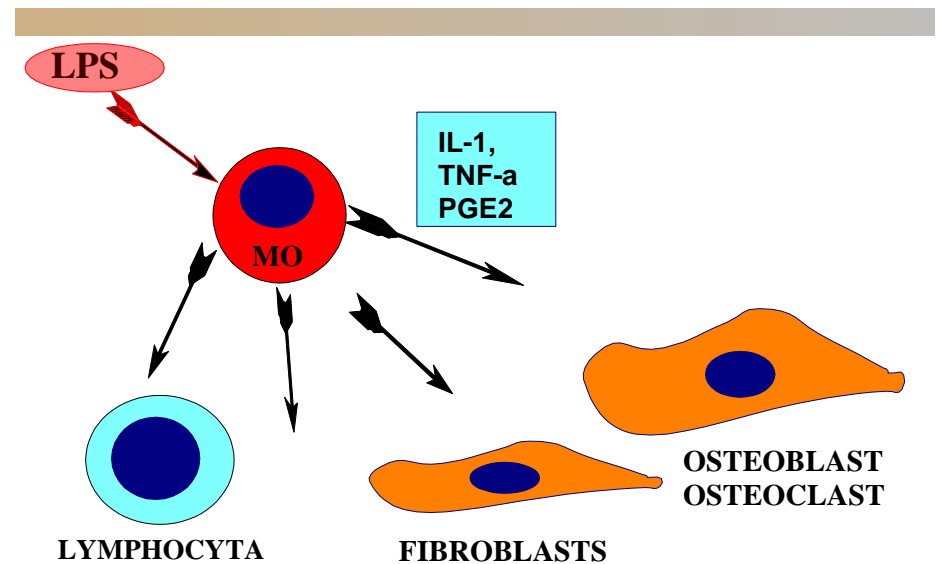 LPS
IL-1,
TNF-a
PGE2
MO
OSTEOBLAST
OSTEOCLAST
LYMPHOCYTA
FIBROBLASTS